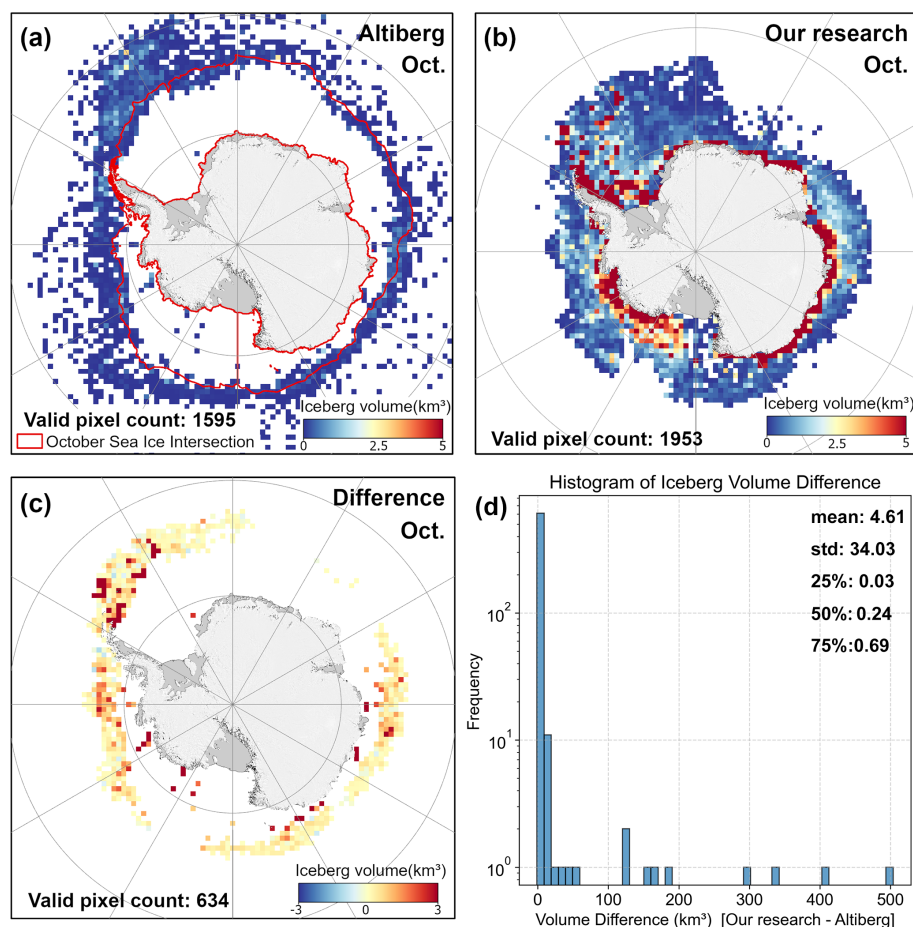 (a)
Altiberg
Oct.
Valid pixel count: 1595
October Sea Ice Intersection
Iceberg volume(km³)
0 2.5 5
(b)
Our research
Oct.
Valid pixel count: 1953
Iceberg volume(km³)
0 2.5 5
(c)
Difference
Oct.
Valid pixel count: 634
Iceberg volume(km³)
-3 0 3
Histogram of Iceberg Volume Difference
(d)
mean: 4.61
std: 34.03
25%: 0.03
50%: 0.24
75%:0.69
Frequency
10²
10¹
10⁰
0 100 200 300 400 500
Volume Difference (km³) [Our research - Altiberg]